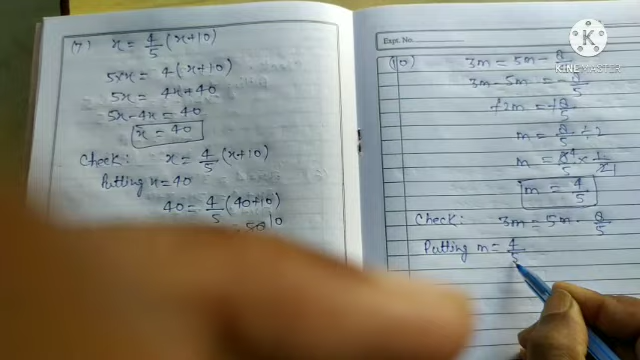 (7) x = 4/5 (x+10)
5x = 4(x+10)
5x = 4x+40
5x-4x = 40
x = 40
Check: x = 4/5 (x+10)
Putting x=40
40 = 4/5 (40+10)
Expt. No.
KINEMASTER
(10) 3m = 5m - 8/5
3m-5m = -8/5
-2m = -8/5
m = 8/5 ÷ 2
m = 8/5 × 1/2
m = 4/5
Check: 3m = 5m - 8/5
Putting m = 4/5